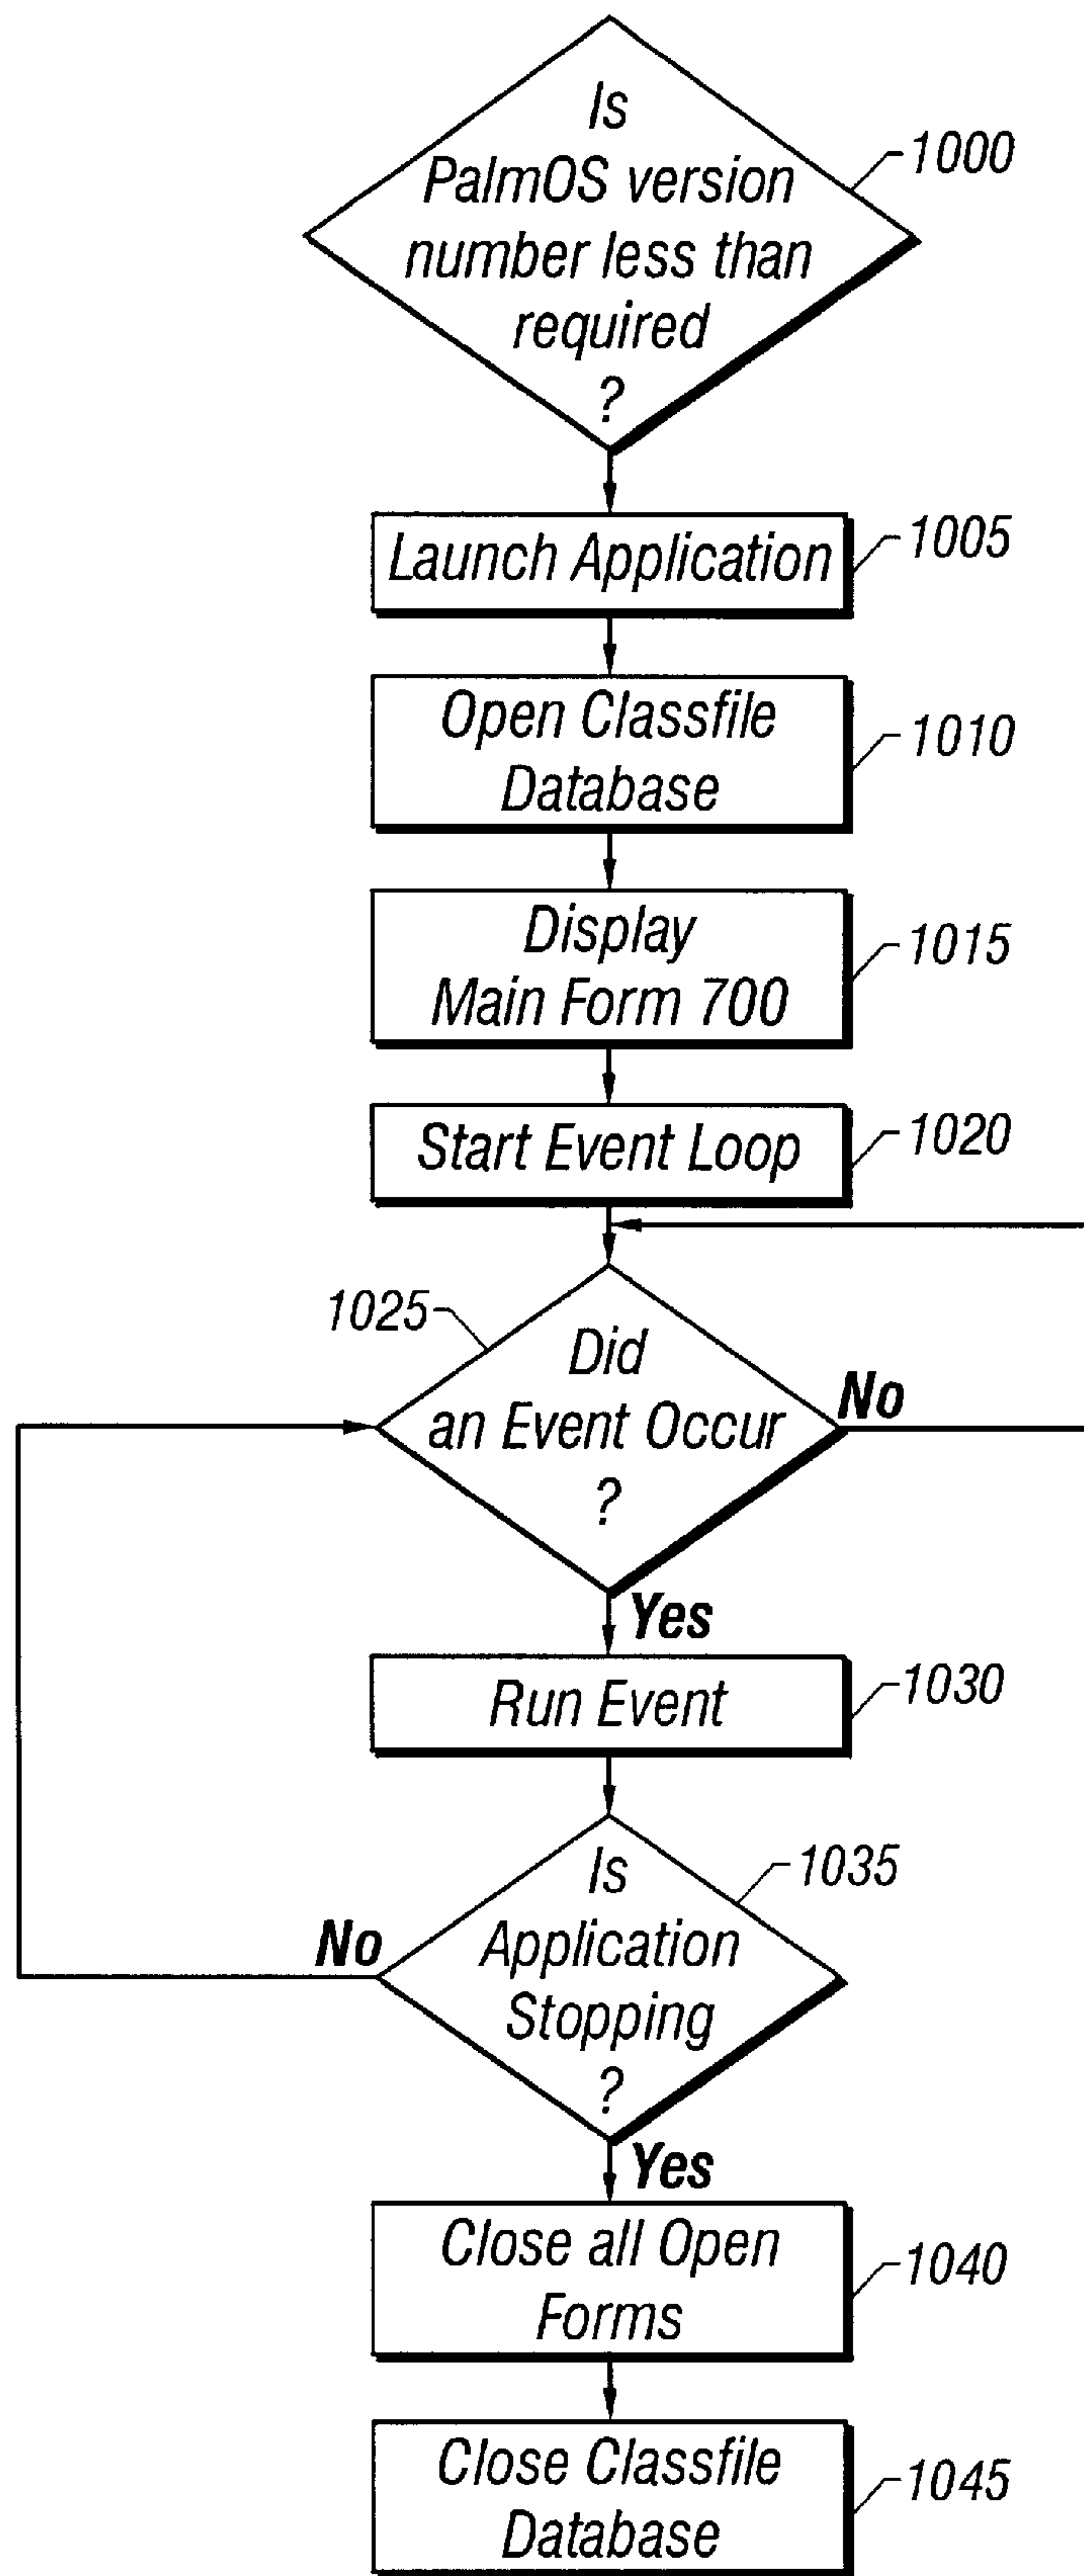 Is
PalmOS version
number less than
required
?
1000
Launch Application
1005
Open Classfile
Database
1010
Display
Main Form 700
1015
Start Event Loop
1020
1025
Did
an Event Occur
?
No
Yes
Run Event
1030
Is
Application
Stopping
?
1035
No
Yes
Close all Open
Forms
1040
Close Classfile
Database
1045